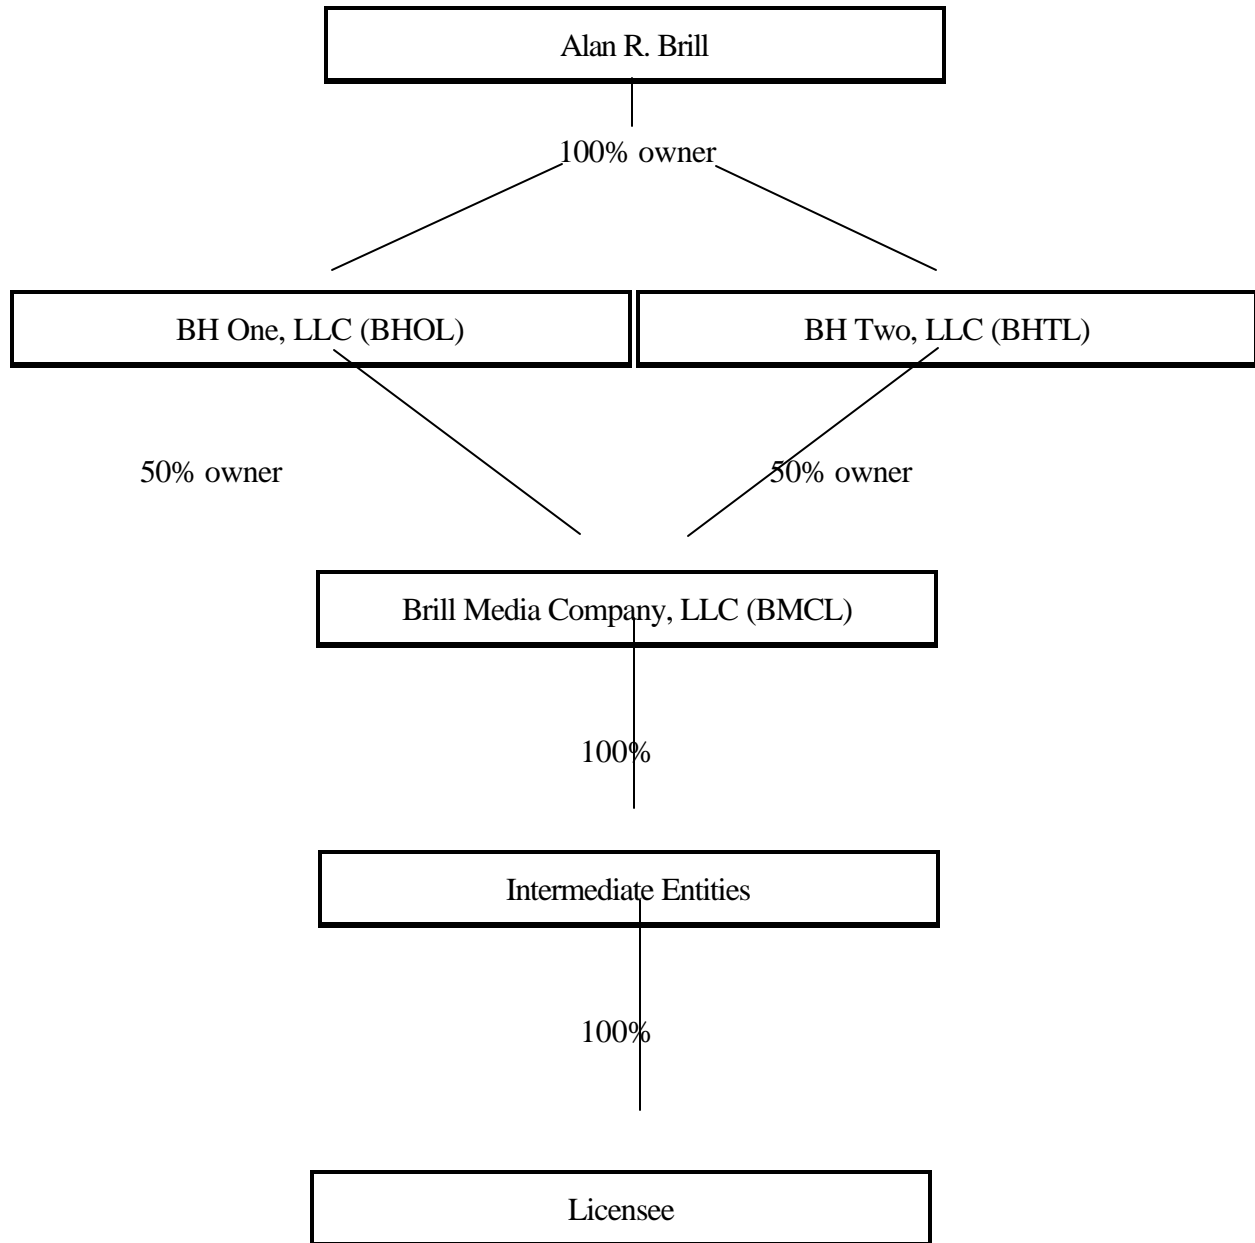 Alan R. Brill
100% owner
BH One, LLC (BHOL)
BH Two, LLC (BHTL)
50% owner
50% owner
Brill Media Company, LLC (BMCL)
100%
Intermediate Entities
100%
Licensee